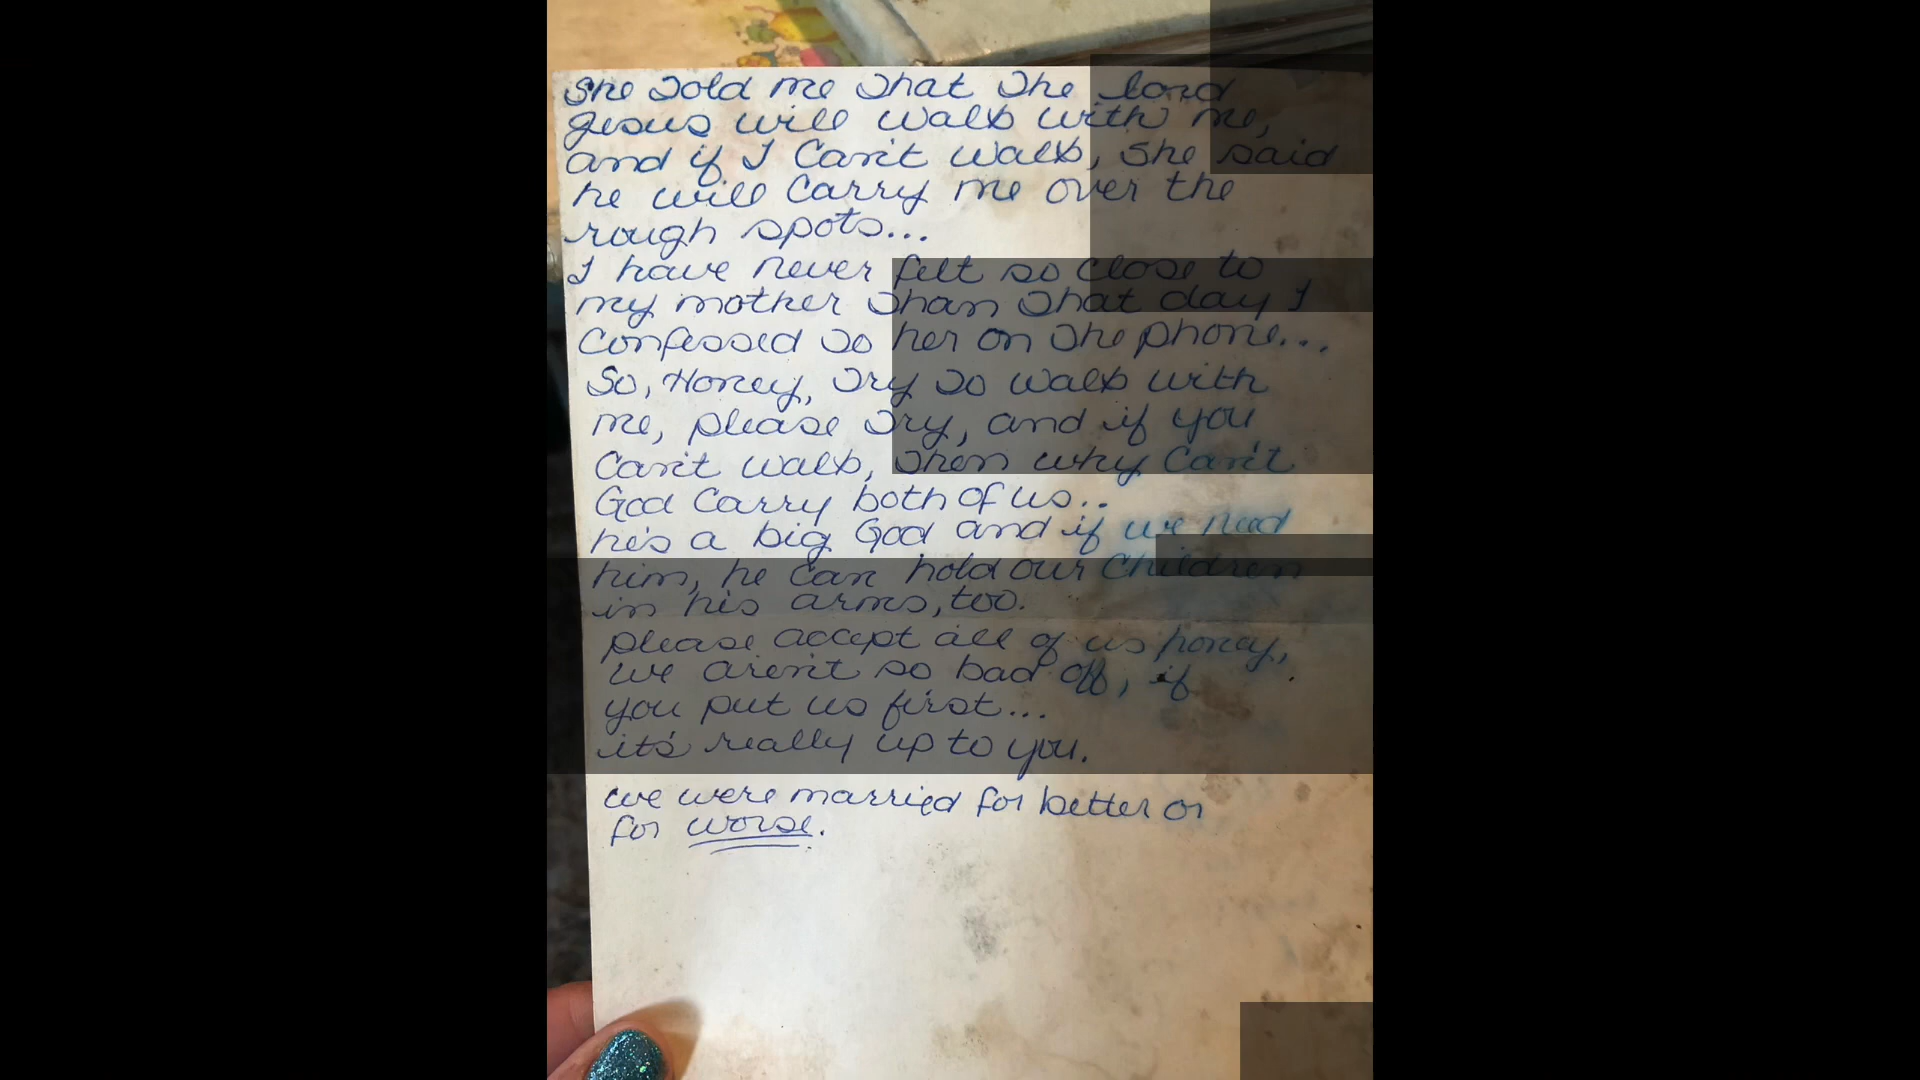 She told me that the lord
Jesus will walk with me,
and if I can't walk, she said
he will carry me over the
rough spots...
I have never felt so close to
my mother than that day I
confessed to her on the phone...
So, Honey, try to walk with
me, please try, and if you
can't walk, then why can't
God carry both of us..
he's a big God and if we need
him, he can hold our children
in his arms, too.
please accept all of us honey,
we aren't so bad off, if
you put us first...
it's really up to you.
we were married for better or
for worse.